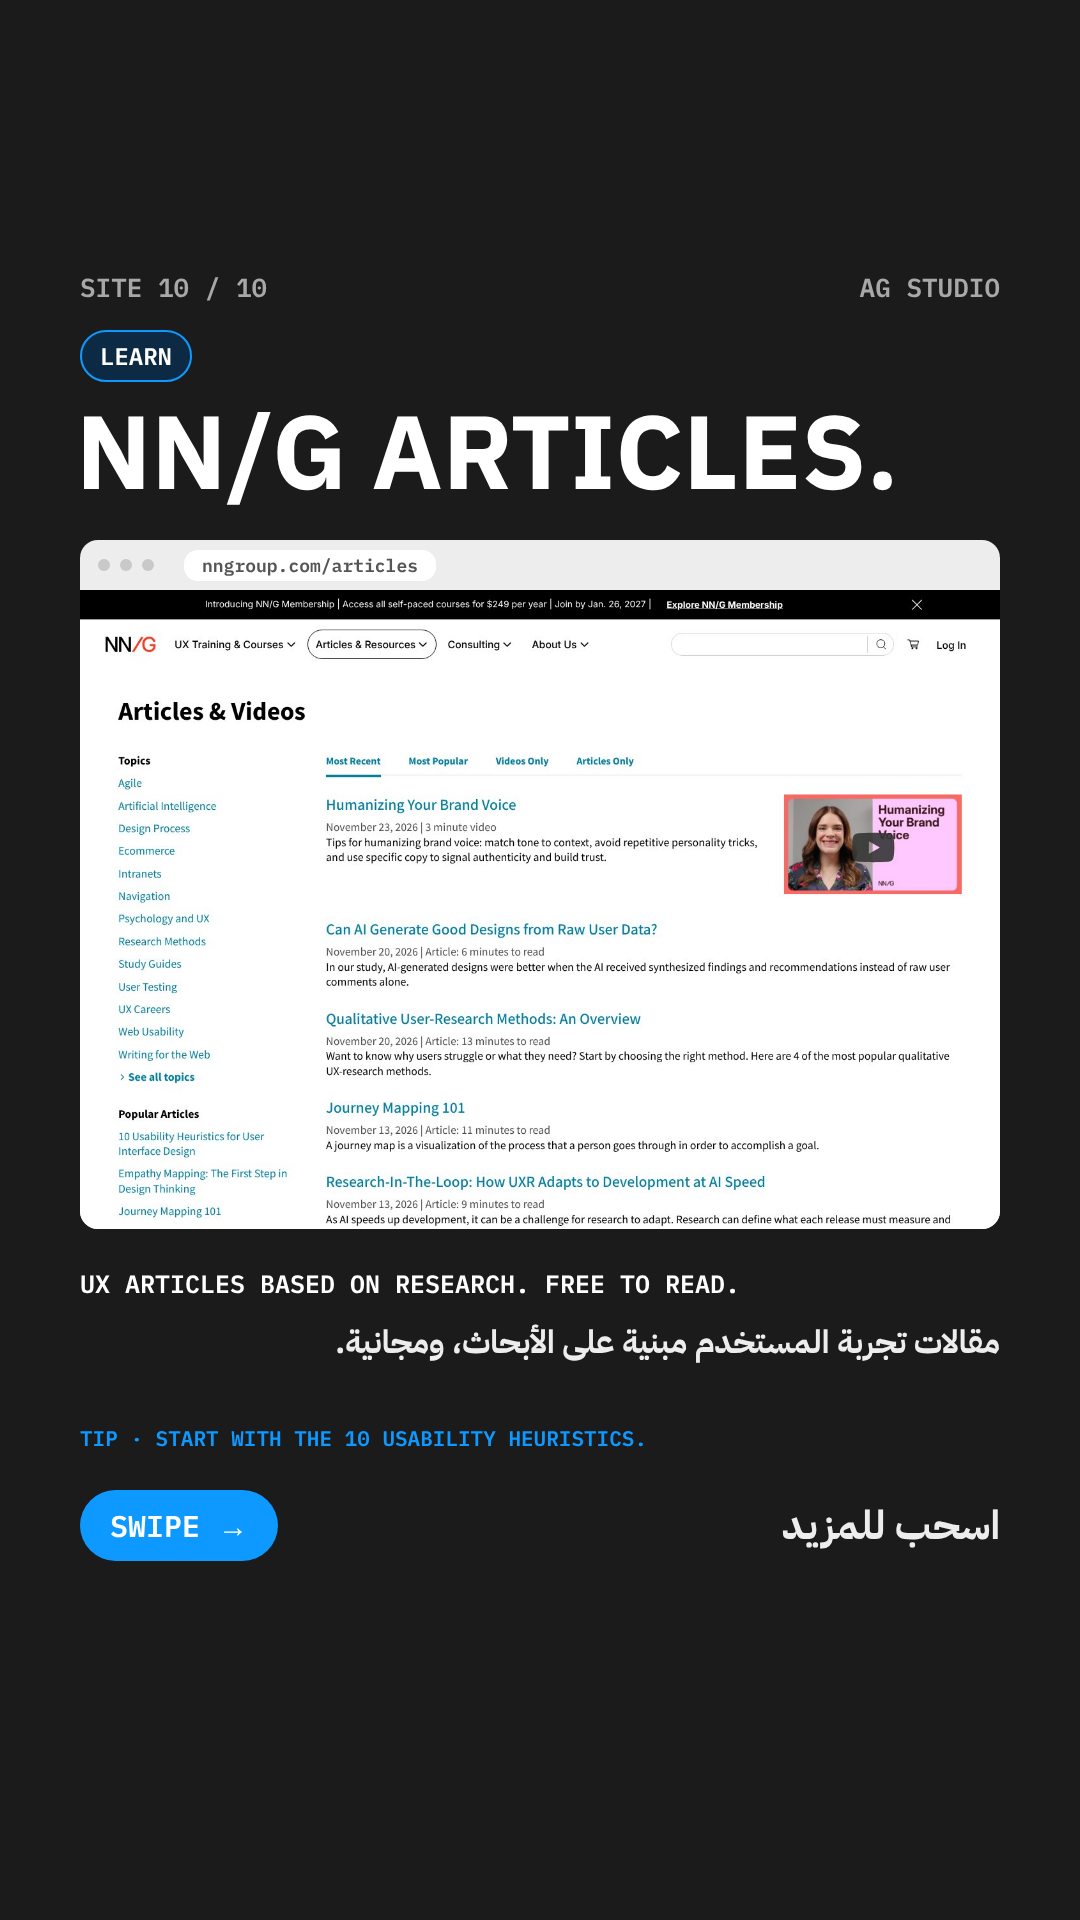 SITE 10 / 10
AG STUDIO
LEARN
NN/G ARTICLES.
nngroup.com/articles
Introducing NN/G Membership | Access all self-paced courses for $249 per year | Join by Jan. 26, 2027 | Explore NN/G Membership
NN/G UX Training & Courses Articles & Resources Consulting About Us Log In
Articles & Videos
Topics
Agile
Artificial Intelligence
Design Process
Ecommerce
Intranets
Navigation
Psychology and UX
Research Methods
Study Guides
User Testing
UX Careers
Web Usability
Writing for the Web
> See all topics
Popular Articles
10 Usability Heuristics for User
Interface Design
Empathy Mapping: The First Step in
Design Thinking
Journey Mapping 101
Most Recent Most Popular Videos Only Articles Only
Humanizing Your Brand Voice
November 23, 2026 | 3 minute video
Tips for humanizing brand voice: match tone to context, avoid repetitive personality tricks,
and use specific copy to signal authenticity and build trust.
Humanizing
Your Brand
Voice
NN/G
Can AI Generate Good Designs from Raw User Data?
November 20, 2026 | Article: 6 minutes to read
In our study, AI-generated designs were better when the AI received synthesized findings and recommendations instead of raw user
comments alone.
Qualitative User-Research Methods: An Overview
November 20, 2026 | Article: 13 minutes to read
Want to know why users struggle or what they need? Start by choosing the right method. Here are 4 of the most popular qualitative
UX-research methods.
Journey Mapping 101
November 13, 2026 | Article: 11 minutes to read
A journey map is a visualization of the process that a person goes through in order to accomplish a goal.
Research-In-The-Loop: How UXR Adapts to Development at AI Speed
November 13, 2026 | Article: 9 minutes to read
As AI speeds up development, it can be a challenge for research to adapt. Research can define what each release must measure and
UX ARTICLES BASED ON RESEARCH. FREE TO READ.
مقالات تجربة المستخدم مبنية على الأبحاث، ومجانية.
TIP · START WITH THE 10 USABILITY HEURISTICS.
SWIPE →
اسحب للمزيد